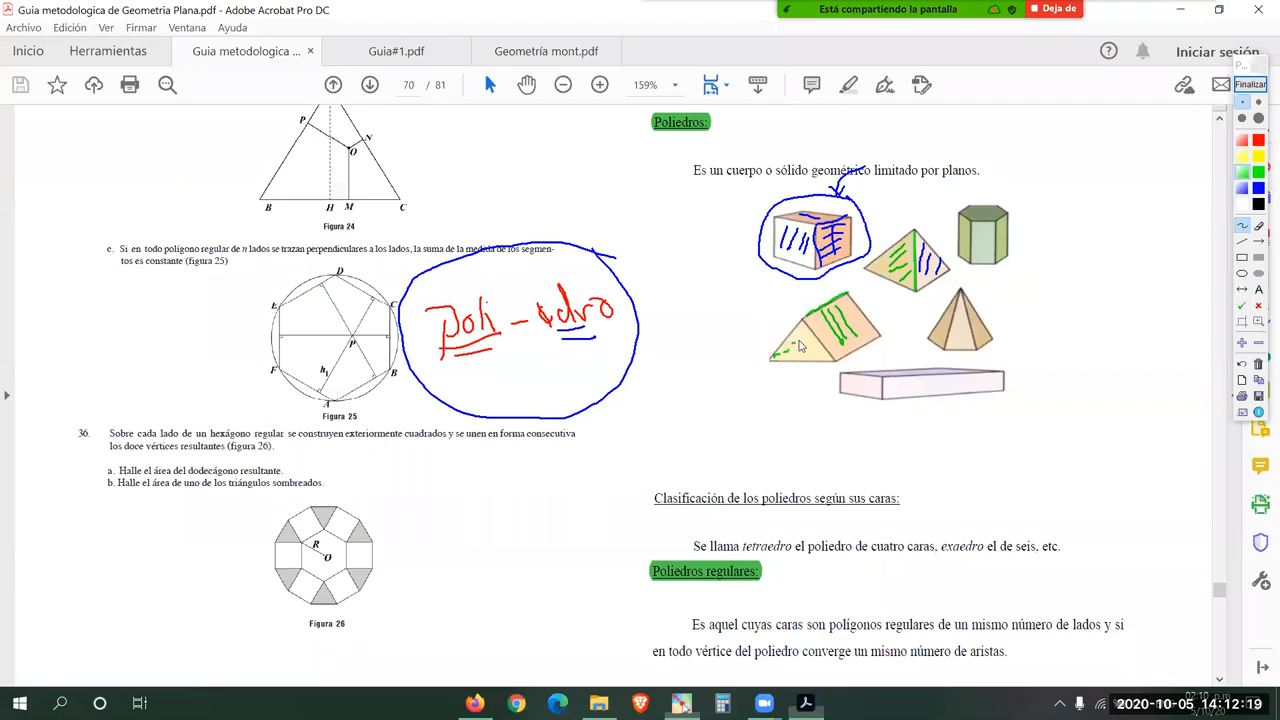 Guia metodologica de Geometria Plana.pdf - Adobe Acrobat Pro DC
Está compartiendo la pantalla
Deja de
Archivo Edición Ver Firmar Ventana Ayuda
Inicio Herramientas Guia metodologica ... × Guia#1.pdf Geometría mont.pdf Iniciar sesión
70 / 81 159%
P...
Finalizar
P N O
B H M C
Figura 24
e. Si en todo polígono regular de n lados se trazan perpendiculares a los lados, la suma de la medida de los segmen-
tos es constante (figura 25)
D
E C
P
F h1 B
A
Figura 25
poli - edro
36. Sobre cada lado de un hexágono regular se construyen exteriormente cuadrados y se unen en forma consecutiva
los doce vértices resultantes (figura 26).
a. Halle el área del dodecágono resultante.
b. Halle el área de uno de los triángulos sombreados.
R
O
Figura 26
Poliedros:
Es un cuerpo o sólido geométrico limitado por planos.
Clasificación de los poliedros según sus caras:
Se llama tetraedro el poliedro de cuatro caras, exaedro el de seis, etc.
Poliedros regulares:
Es aquel cuyas caras son polígonos regulares de un mismo número de lados y si
en todo vértice del poliedro converge un mismo número de aristas.
A
2020-10-05 14:12:19